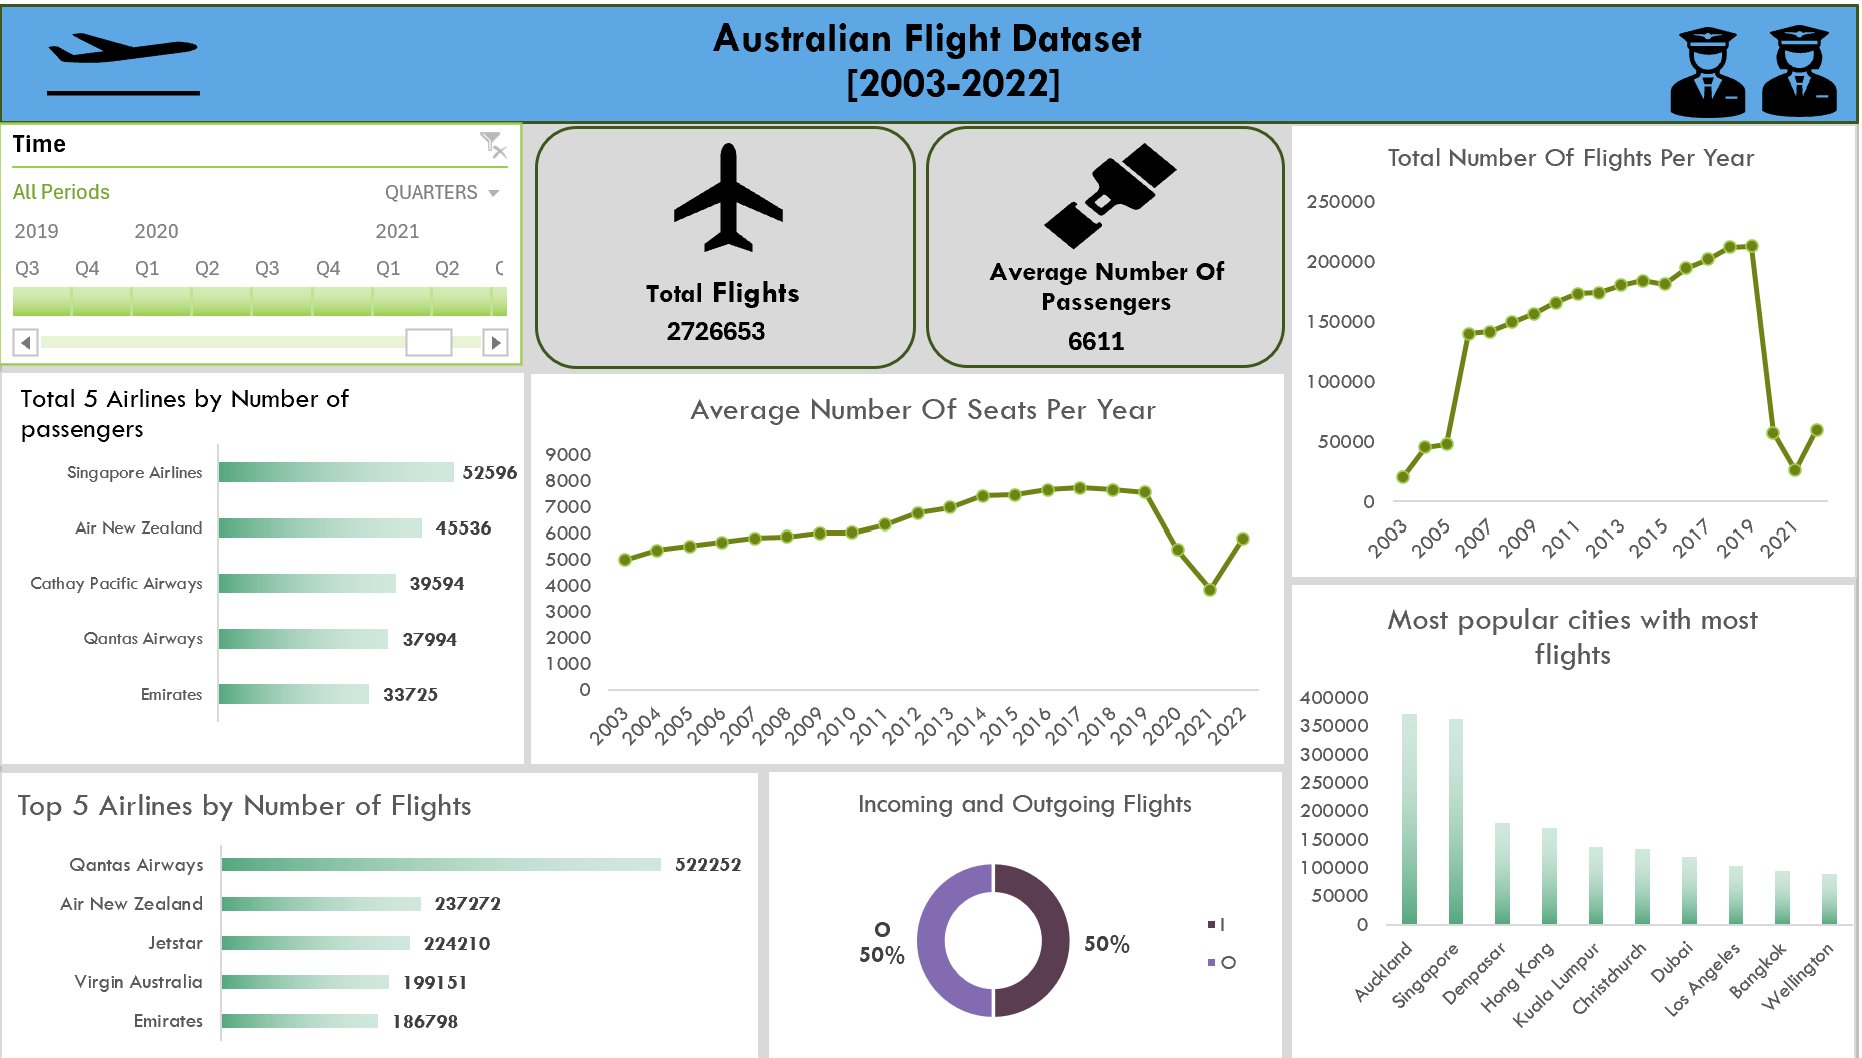 Australian Flight Dataset
[2003-2022]
Time
All Periods
QUARTERS
2019 2020 2021
Q3 Q4 Q1 Q2 Q3 Q4 Q1 Q2
Total Flights
2726653
Average Number Of
Passengers
6611
Total Number Of Flights Per Year
250000
200000
150000
100000
50000
0
2003 2005 2007 2009 2011 2013 2015 2017 2019 2021
Total 5 Airlines by Number of
passengers
Singapore Airlines 52596
Air New Zealand 45536
Cathay Pacific Airways 39594
Qantas Airways 37994
Emirates 33725
Average Number Of Seats Per Year
9000
8000
7000
6000
5000
4000
3000
2000
1000
0
2003 2004 2005 2006 2007 2008 2009 2010 2011 2012 2013 2014 2015 2016 2017 2018 2019 2020 2021 2022
Most popular cities with most
flights
400000
350000
300000
250000
200000
150000
100000
50000
0
Auckland Singapore Denpasar Hong Kong Kuala Lumpur Christchurch Dubai Los Angeles Bangkok Wellington
Top 5 Airlines by Number of Flights
Qantas Airways 522252
Air New Zealand 237272
Jetstar 224210
Virgin Australia 199151
Emirates 186798
Incoming and Outgoing Flights
O
50%
50%
I
O